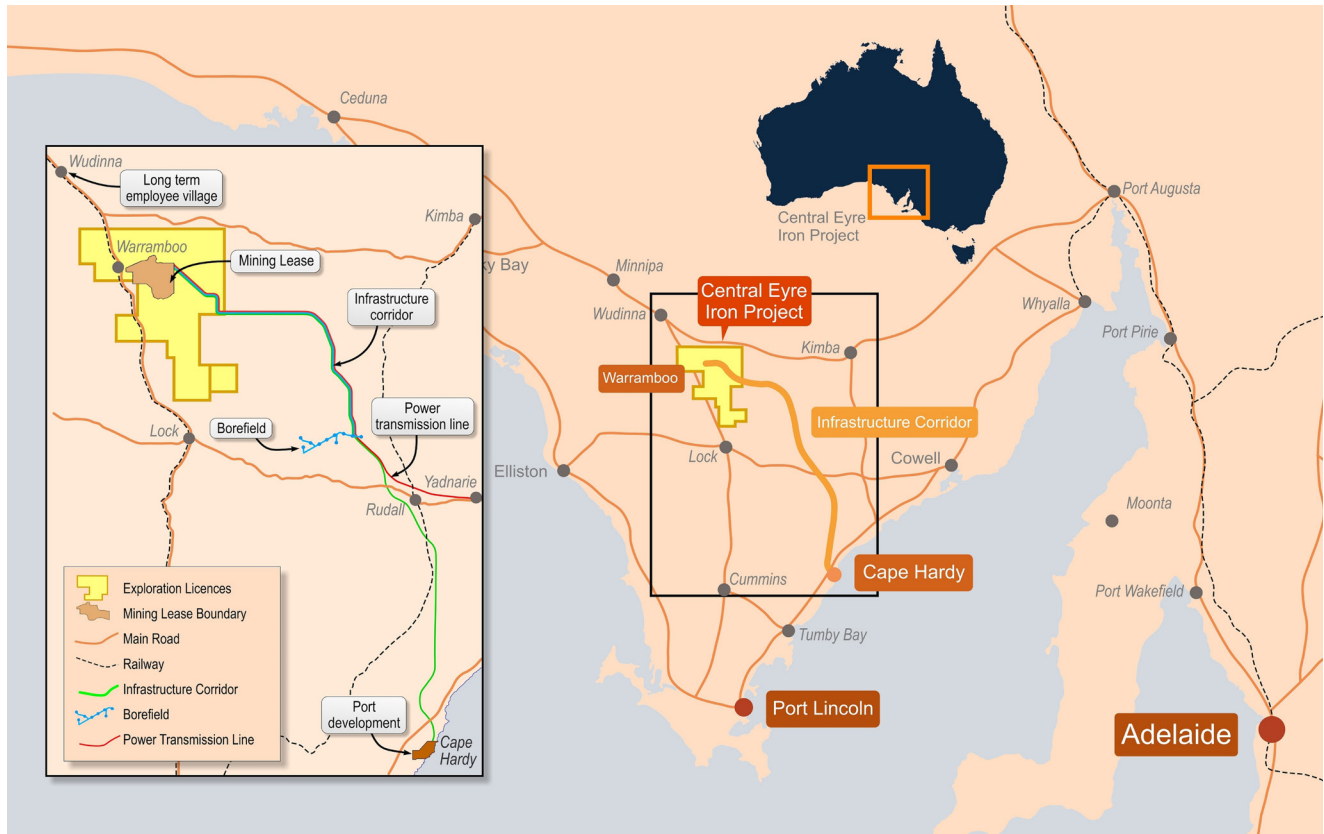 Ceduna
Wudinna
Long term
employee village
Kimba
Warramboo
Mining Lease
Infrastructure
corridor
Power
transmission line
Borefield
Lock
Yadnarie
Rudall
Exploration Licences
Mining Lease Boundary
Main Road
Railway
Infrastructure Corridor
Borefield
Power Transmission Line
Port
development
Cape
Hardy
Central Eyre
Iron Project
Port Augusta
ky Bay
Minnipa
Central Eyre
Iron Project
Wudinna
Whyalla
Port Pirie
Kimba
Warramboo
Infrastructure Corridor
Lock
Cowell
Elliston
Moonta
Cape Hardy
Cummins
Port Wakefield
Tumby Bay
Port Lincoln
Adelaide